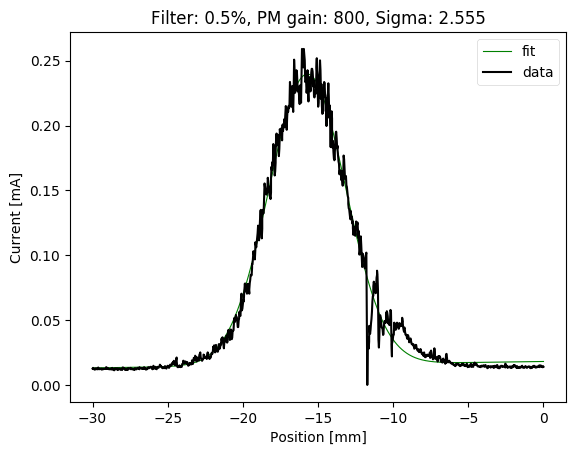 Filter: 0.5%, PM gain: 800, Sigma: 2.555
fit
data
0.25
0.20
0.15
0.10
0.05
0.00
Current [mA]
−30 −25 −20 −15 −10 −5 0
Position [mm]